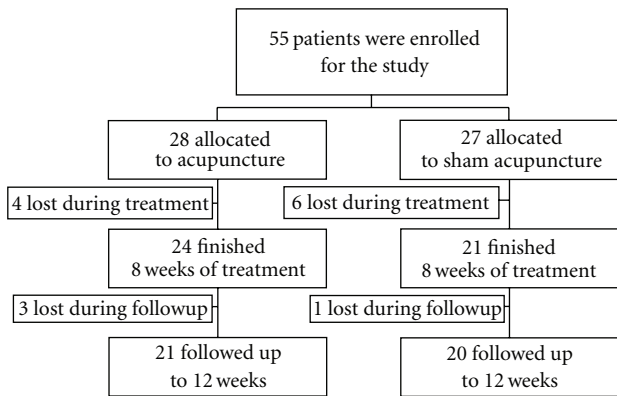 55 patients were enrolled
for the study
28 allocated
to acupuncture
27 allocated
to sham acupuncture
4 lost during treatment
6 lost during treatment
24 finished
8 weeks of treatment
21 finished
8 weeks of treatment
3 lost during followup
1 lost during followup
21 followed up
to 12 weeks
20 followed up
to 12 weeks